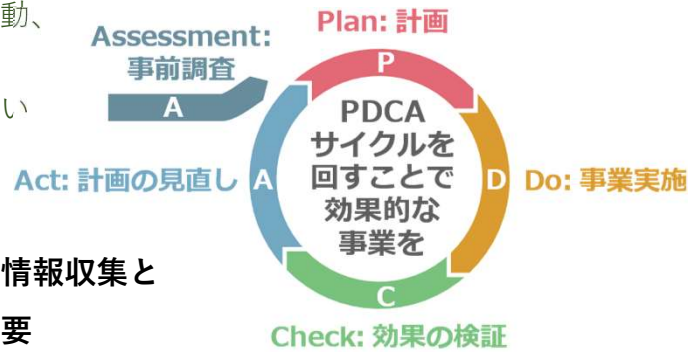 動、
い
情報収集と
要
Assessment:
事前調査
A
Plan: 計画
P
PDCA
サイクルを
回すことで
効果的な
事業を
Act: 計画の見直し
A
D
Do: 事業実施
C
Check: 効果の検証